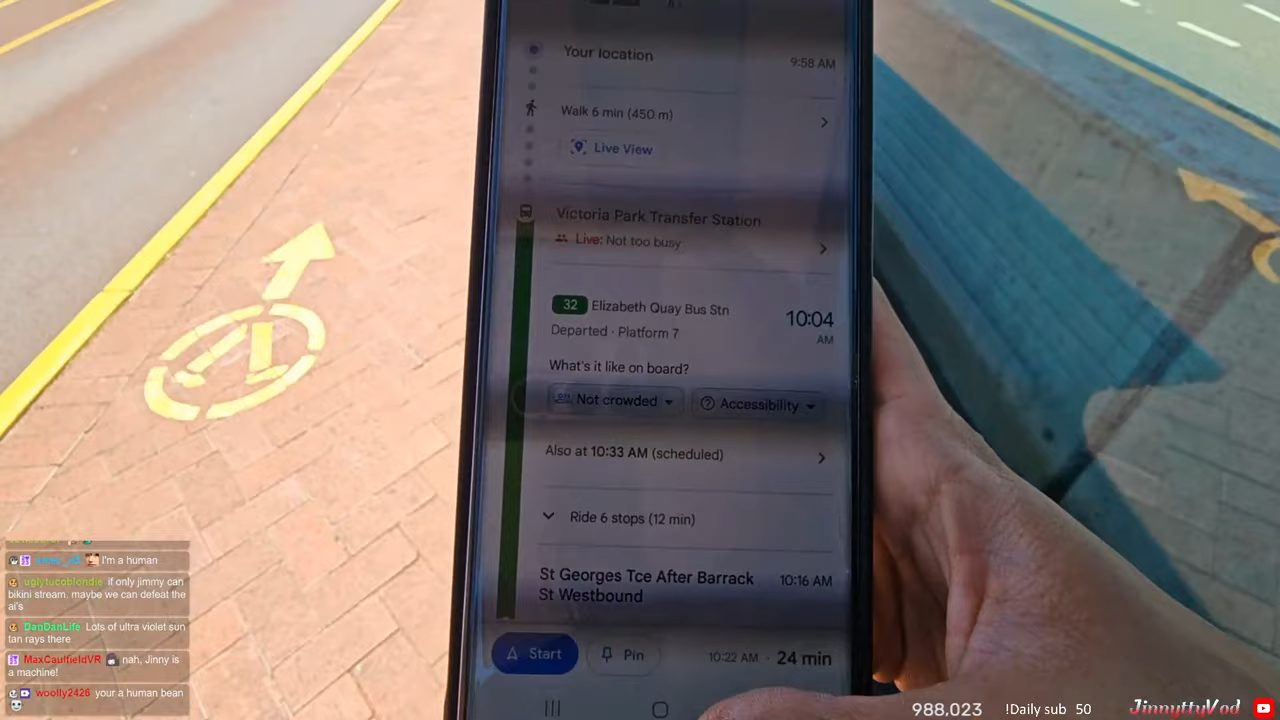 Your location
9:58 AM
Walk 6 min (450 m)
Live View
Victoria Park Transfer Station
Live: Not too busy
32 Elizabeth Quay Bus Stn
10:04
AM
Departed · Platform 7
What's it like on board?
Not crowded
Accessibility
Also at 10:33 AM (scheduled)
Ride 6 stops (12 min)
St Georges Tce After Barrack
St Westbound
10:16 AM
Start
Pin
10:22 AM · 24 min
I'm a human
uglytucoblondie if only jimmy can
bikini stream. maybe we can defeat the
ai's
DanDanLife Lots of ultra violet sun
tan rays there
MaxCaulfieldVR nah, Jinny is
a machine!
woolly2426 your a human bean
988,023
!Daily sub 50
JinnyttyVod